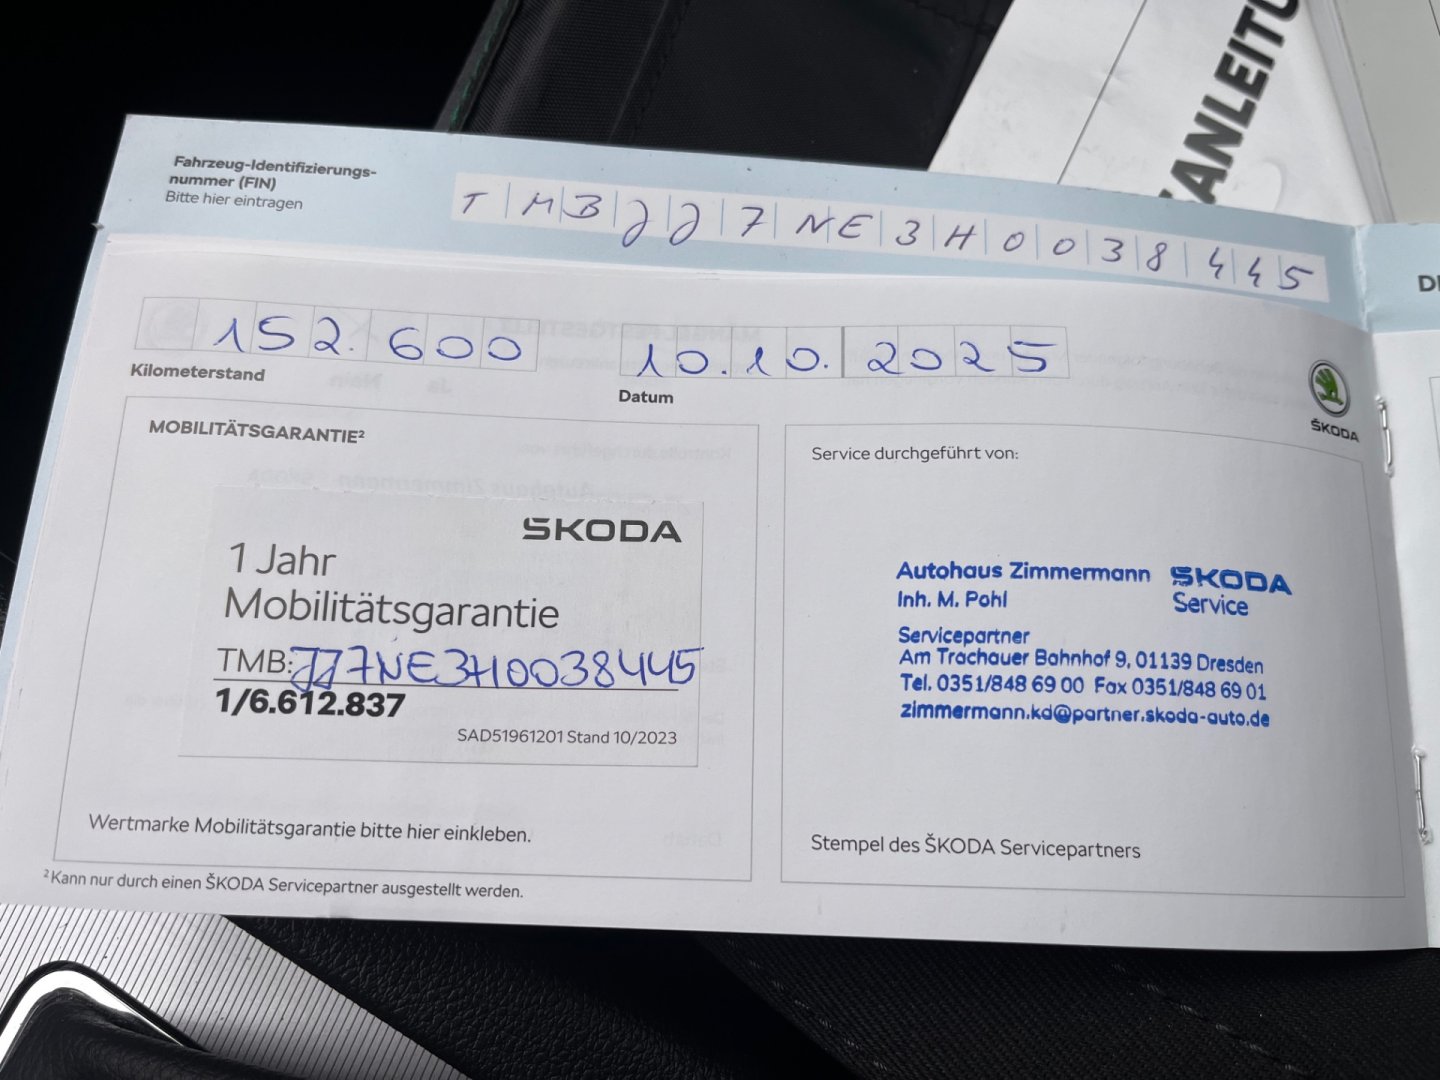 ANLEITU
Fahrzeug-Identifizierungs-
nummer (FIN)
Bitte hier eintragen
TMBJJ7NE3H0038445
152.600
10.10.2025
Kilometerstand
Datum
ŠKODA
MOBILITÄTSGARANTIE²
ŠKODA
1 Jahr
Mobilitätsgarantie
TMB:JJ7NE3H0038445
1/6.612.837
SAD51961201 Stand 10/2023
Wertmarke Mobilitätsgarantie bitte hier einkleben.
²Kann nur durch einen ŠKODA Servicepartner ausgestellt werden.
Service durchgeführt von:
Autohaus Zimmermann ŠKODA
Inh. M. Pohl Service
Servicepartner
Am Trachauer Bahnhof 9, 01139 Dresden
Tel. 0351/848 69 00 Fax 0351/848 69 01
zimmermann.kd@partner.skoda-auto.de
Stempel des ŠKODA Servicepartners